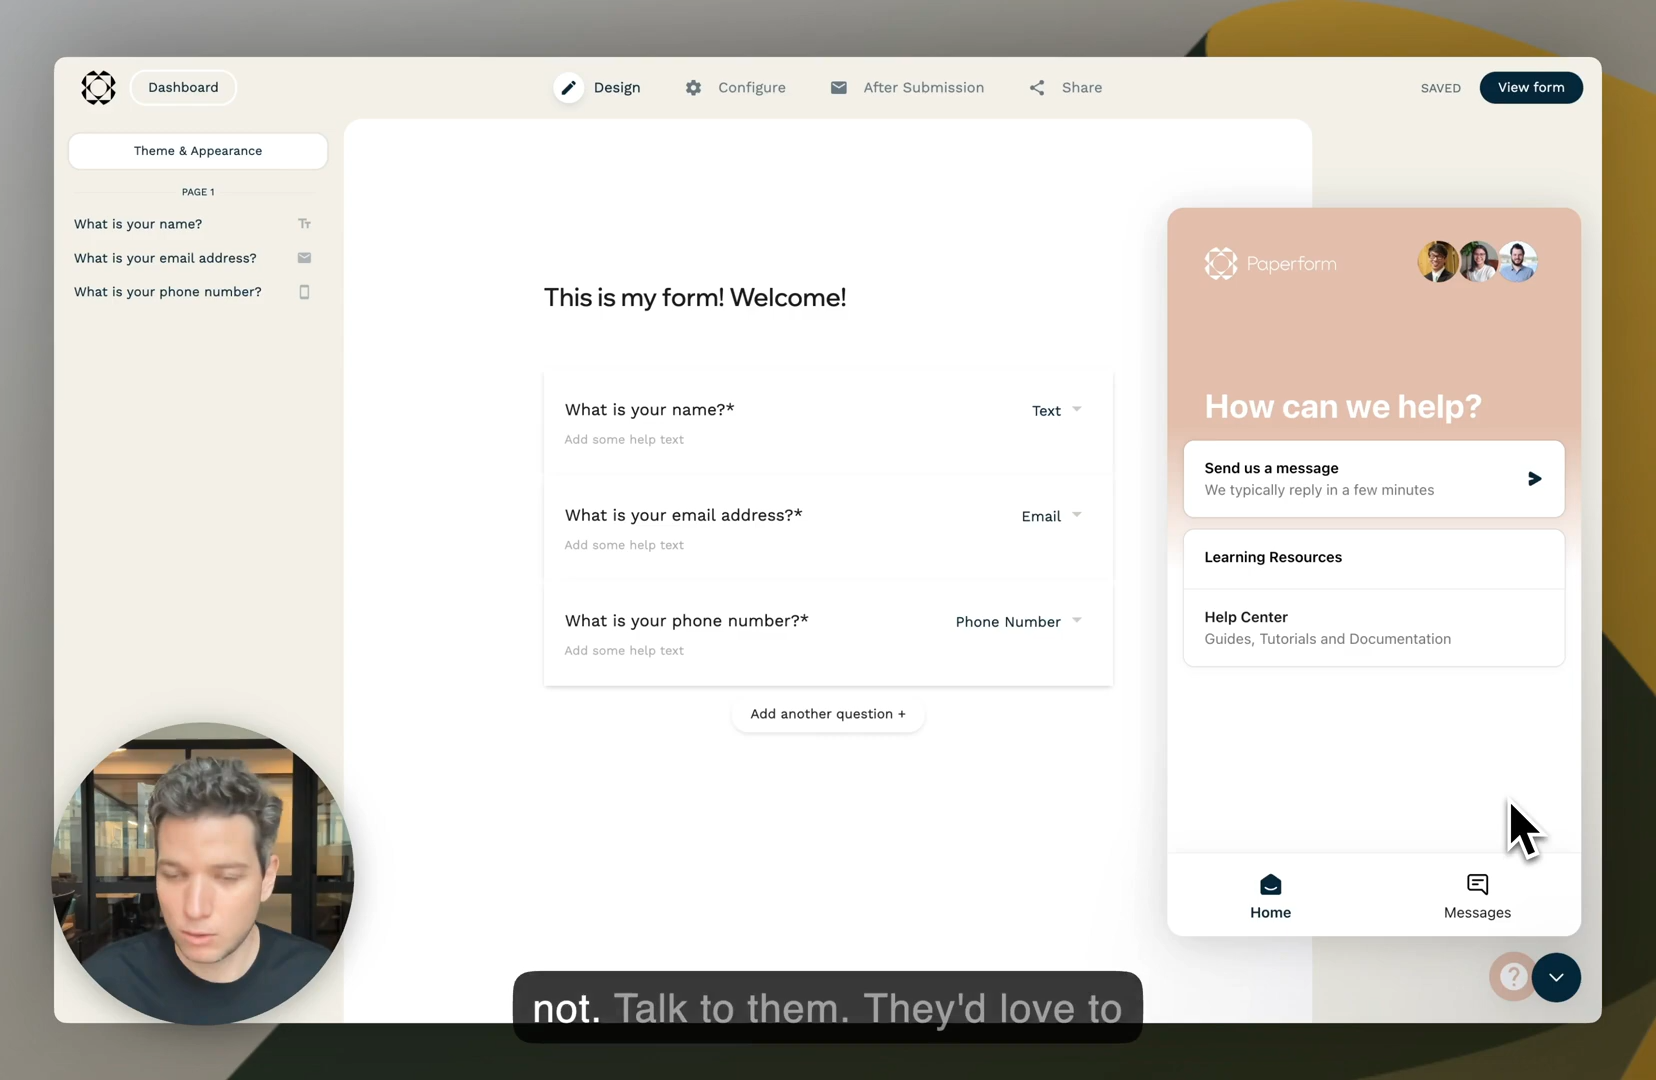 Dashboard
Design
Configure
After Submission
Share
SAVED
View form
Theme & Appearance
PAGE 1
What is your name?
Tт
What is your email address?
What is your phone number?
This is my form! Welcome!
What is your name?*
Text
Add some help text
What is your email address?*
Email
Add some help text
What is your phone number?*
Phone Number
Add some help text
Add another question +
Paperform
How can we help?
Send us a message
We typically reply in a few minutes
Learning Resources
Help Center
Guides, Tutorials and Documentation
Home
Messages
?
not. Talk to them. They'd love to